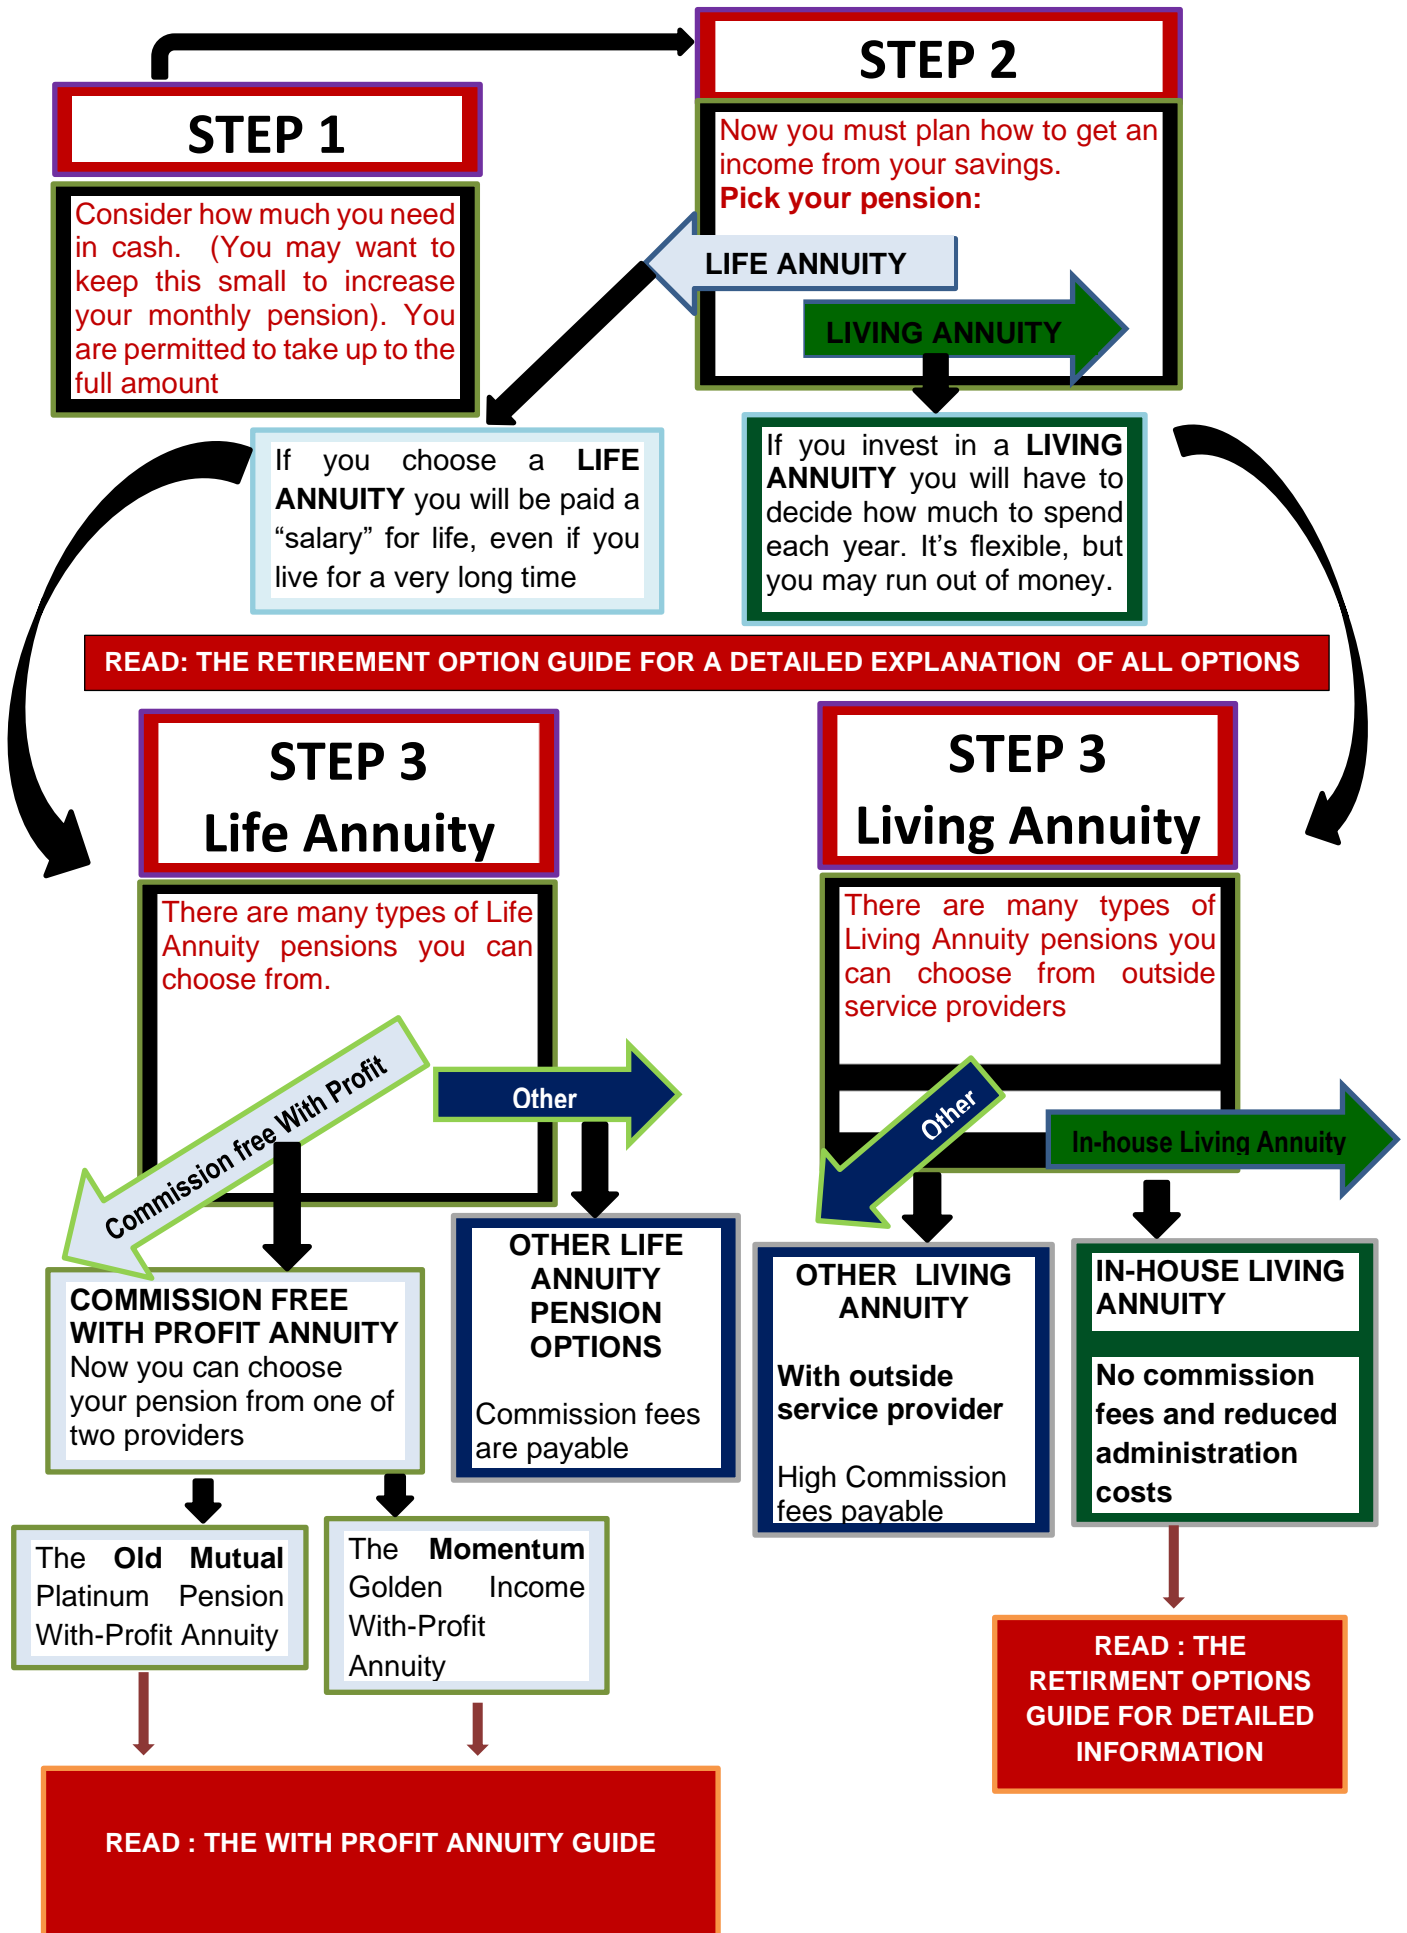 STEP 1
Consider how much you need
in cash. (You may want to
keep this small to increase
your monthly pension). You
are permitted to take up to the
full amount
STEP 2
Now you must plan how to get an
income from your savings.
Pick your pension:
LIFE ANNUITY
LIVING ANNUITY
If you choose a LIFE
ANNUITY you will be paid a
“salary” for life, even if you
live for a very long time
If you invest in a LIVING
ANNUITY you will have to
decide how much to spend
each year. It’s flexible, but
you may run out of money.
READ: THE RETIREMENT OPTION GUIDE FOR A DETAILED EXPLANATION OF ALL OPTIONS
STEP 3
Life Annuity
There are many types of Life
Annuity pensions you can
choose from.
Commission free With Profit
Other
COMMISSION FREE
WITH PROFIT ANNUITY
Now you can choose
your pension from one of
two providers
OTHER LIFE
ANNUITY
PENSION
OPTIONS
Commission fees
are payable
The Old Mutual
Platinum Pension
With-Profit Annuity
The Momentum
Golden Income
With-Profit
Annuity
READ : THE WITH PROFIT ANNUITY GUIDE
STEP 3
Living Annuity
There are many types of
Living Annuity pensions you
can choose from outside
service providers
Other
In-house Living Annuity
OTHER LIVING
ANNUITY
With outside
service provider
High Commission
fees payable
IN-HOUSE LIVING
ANNUITY
No commission
fees and reduced
administration
costs
READ : THE
RETIRMENT OPTIONS
GUIDE FOR DETAILED
INFORMATION